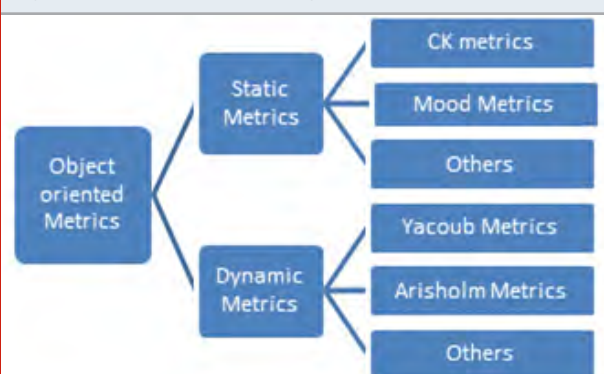 Object
oriented
Metrics
Static
Metrics
CK metrics
Mood Metrics
Others
Dynamic
Metrics
Yacoub Metrics
Arisholm Metrics
Others